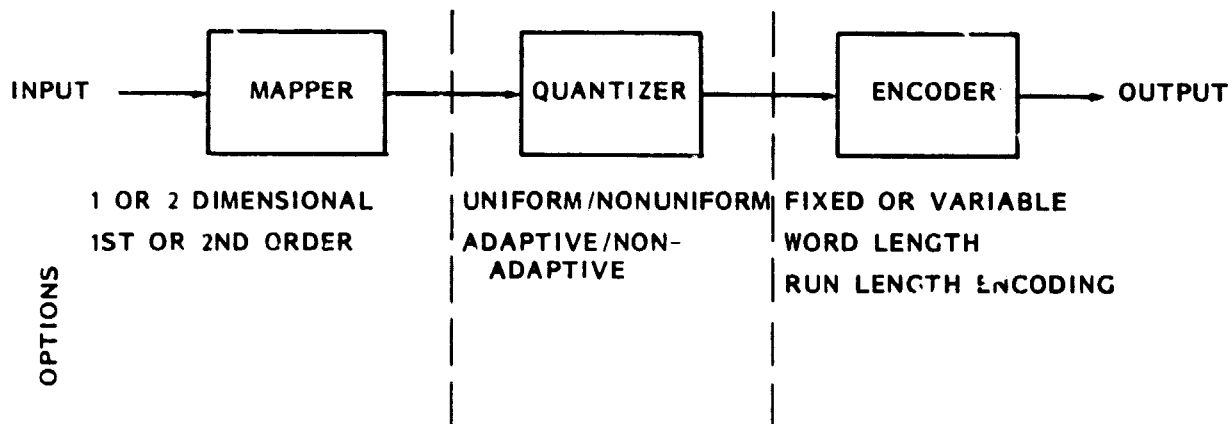 INPUT MAPPER QUANTIZER ENCODER OUTPUT
1 OR 2 DIMENSIONAL
1ST OR 2ND ORDER
UNIFORM/NONUNIFORM
ADAPTIVE/NON-
ADAPTIVE
FIXED OR VARIABLE
WORD LENGTH
RUN LENGTH ENCODING
OPTIONS